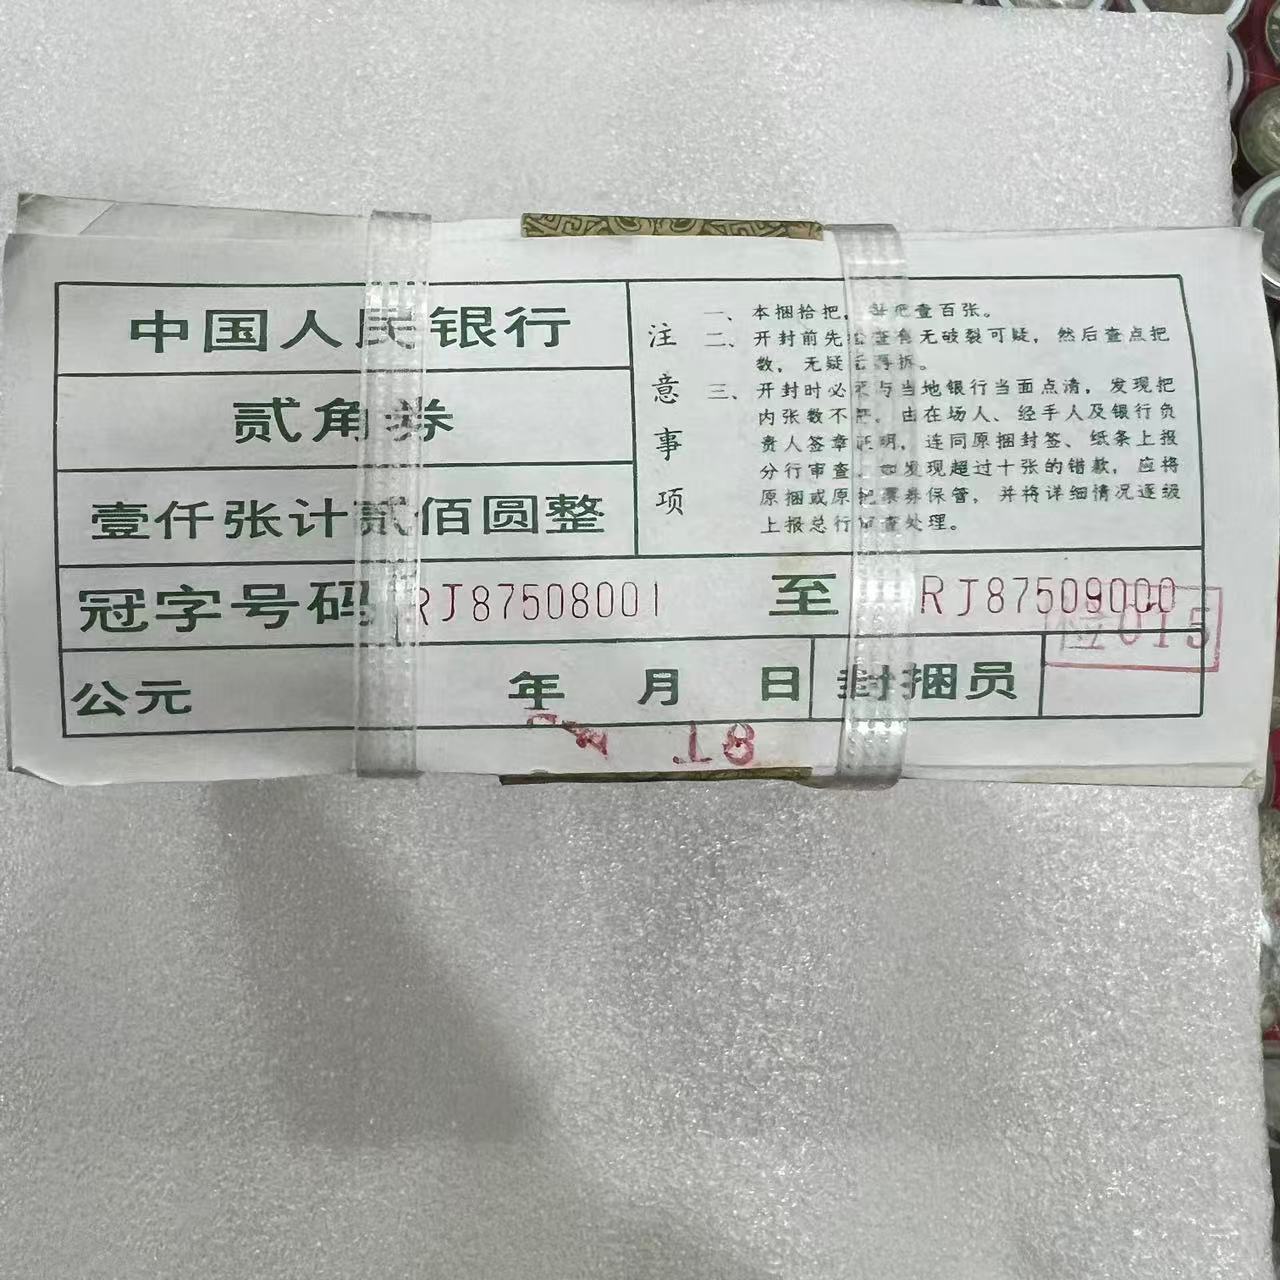 中国人民银行
贰角券
壹仟张计贰佰圆整
注意事项
一、本捆拾把，每把壹百张。
二、开封前先检查有无破裂可疑，然后查点把
数，无疑后再拆。
三、开封时必须与当地银行当面点清，发现把
内张数不符，由在场人、经手人及银行负
责人签章证明，连同原捆封签、纸条上报
分行审查。如发现超过十张的错款，应将
原捆或原把票券保管，并将详细情况逐级
上报总行审查处理。
冠字号码 RJ87508001 至 RJ87509000
公元 年 月 日 封捆员
015
18